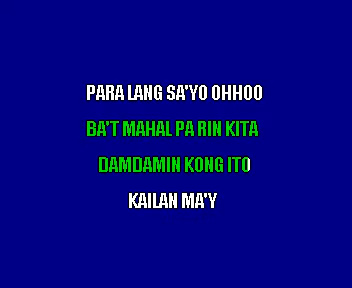 PARA LANG SA'YO OHHOO
BA'T MAHAL PA RIN KITA
DAMDAMIN KONG ITO
KAILAN MA'Y